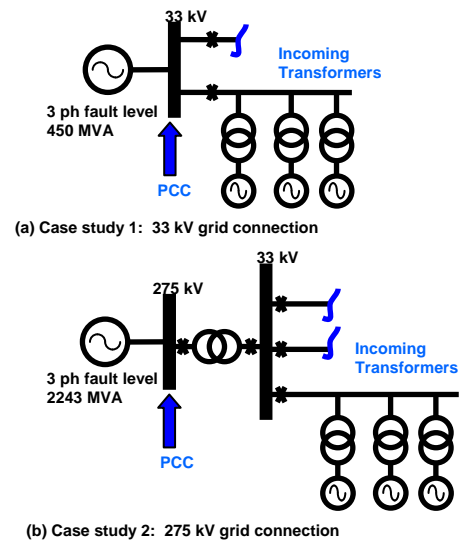 33 kV
Incoming
Transformers
3 ph fault level
450 MVA
PCC
(a) Case study 1:  33 kV grid connection
33 kV
275 kV
Incoming
Transformers
3 ph fault level
2243 MVA
PCC
(b) Case study 2:  275 kV grid connection